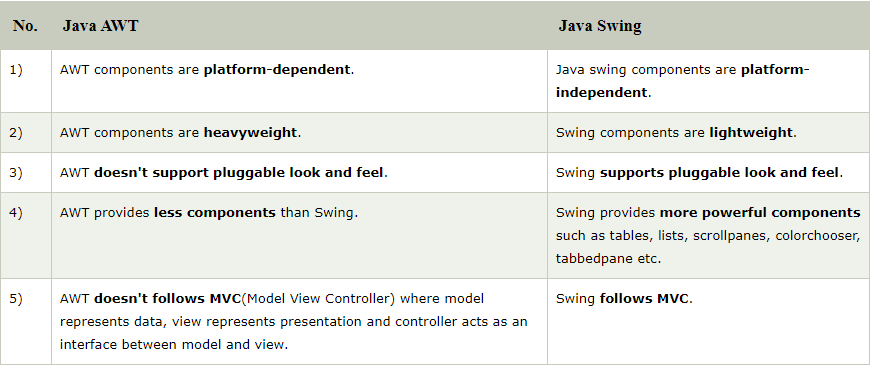 No. Java AWT Java Swing
1) AWT components are platform-dependent. Java swing components are platform-
independent.
2) AWT components are heavyweight. Swing components are lightweight.
3) AWT doesn't support pluggable look and feel. Swing supports pluggable look and feel.
4) AWT provides less components than Swing. Swing provides more powerful components
such as tables, lists, scrollpanes, colorchooser,
tabbedpane etc.
5) AWT doesn't follows MVC(Model View Controller) where model
represents data, view represents presentation and controller acts as an
interface between model and view.
Swing follows MVC.